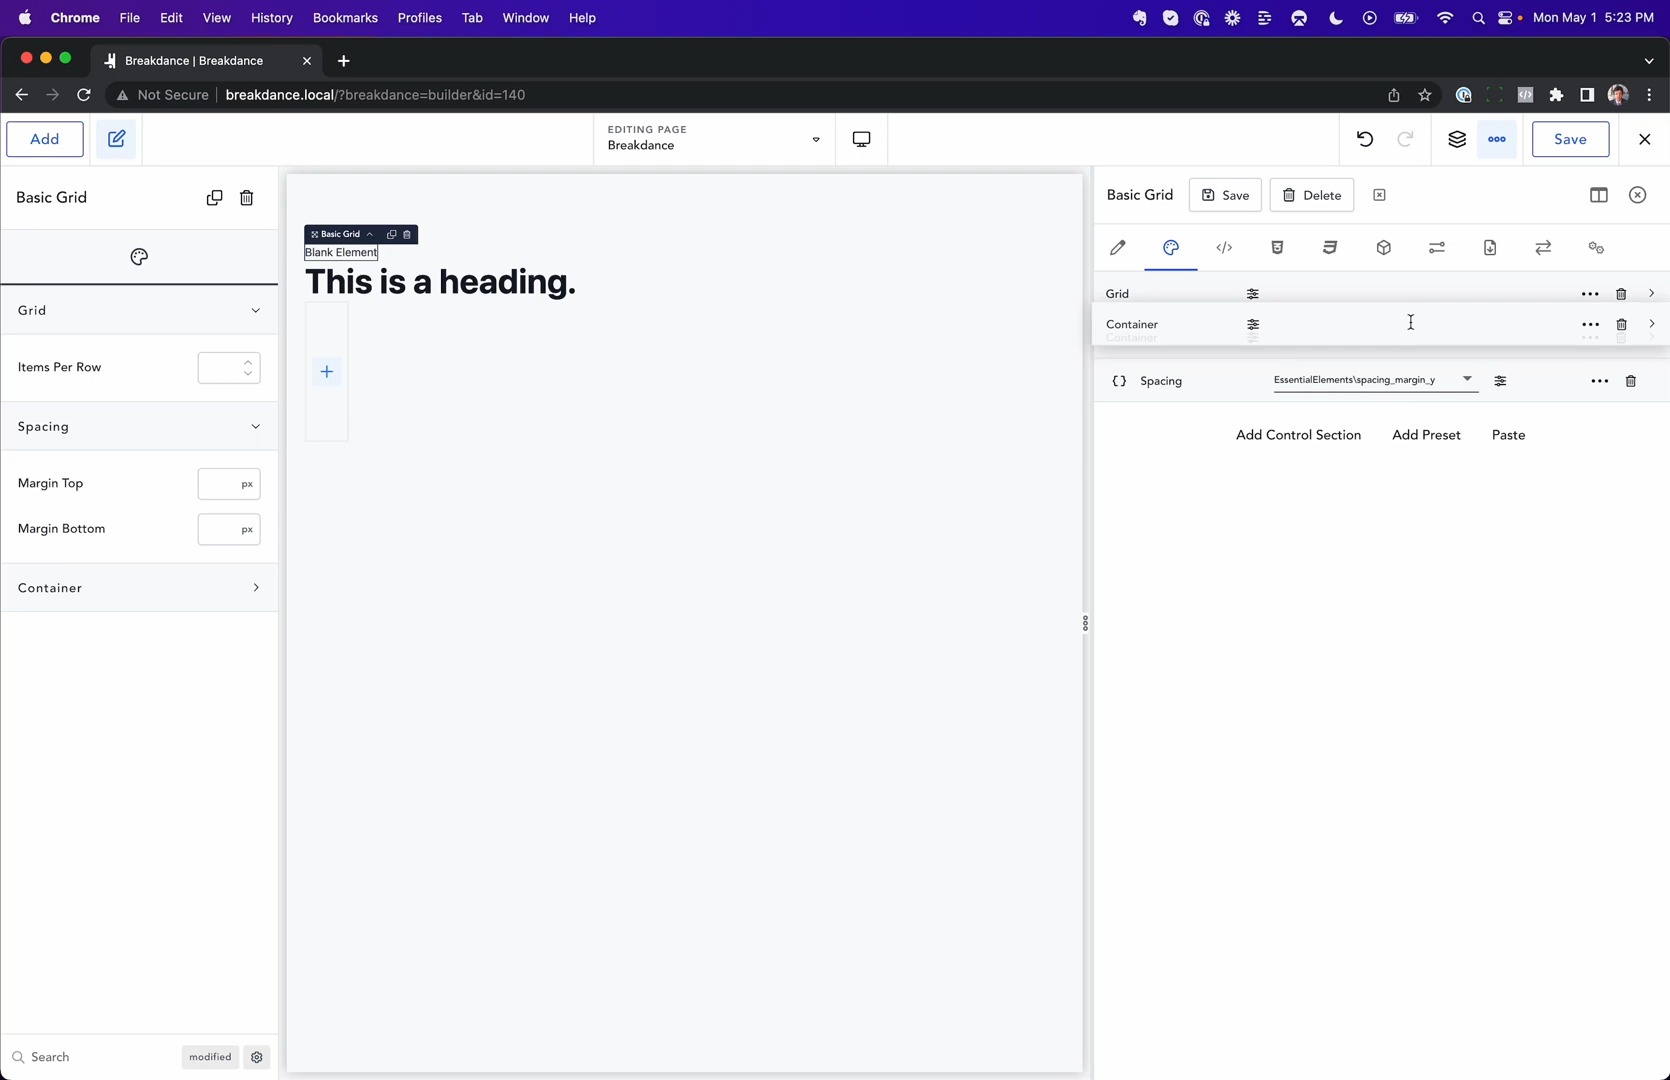 Chrome File Edit View History Bookmarks Profiles Tab Window Help Mon May 1 5:23 PM
Breakdance | Breakdance
Not Secure breakdance.local/?breakdance=builder&id=140
Add
EDITING PAGE
Breakdance
Save
Basic Grid
Grid
Items Per Row
Spacing
Margin Top px
Margin Bottom px
Container
Search modified
Basic Grid
Blank Element
This is a heading.
Basic Grid Save Delete
Grid
Container
Container
Spacing EssentialElements\spacing_margin_y
Add Control Section Add Preset Paste